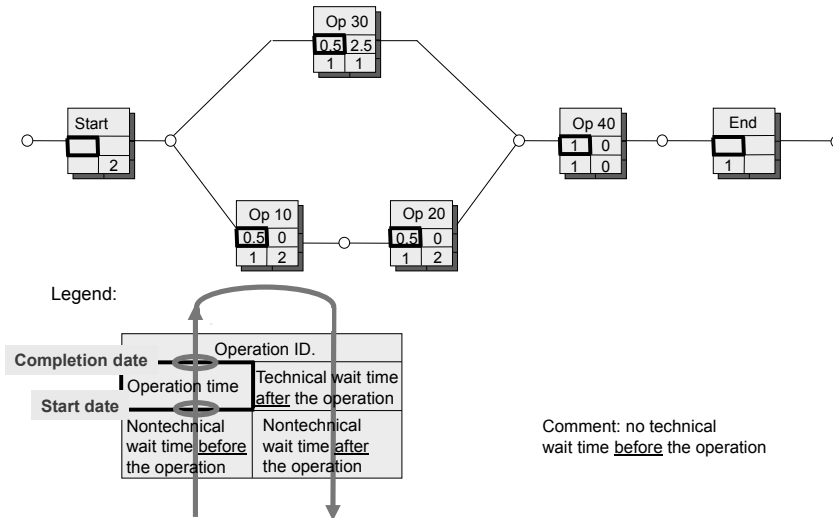 Op 30
0.5 2.5
1 1
Start
2
Op 40
1 0
1 0
End
1
Op 10
0.5 0
1 2
Op 20
0.5 0
1 2
Legend:
Operation ID.
Completion date
Operation time
Technical wait time
after the operation
Start date
Nontechnical
wait time before
the operation
Nontechnical
wait time after
the operation
Comment: no technical
wait time before the operation